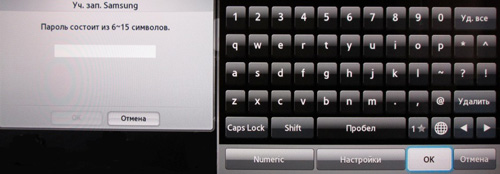 Уч. зап. Samsung
Пароль состоит из 6~15 символов.
OK Отмена
1 2 3 4 5 6 7 8 9 0 Уд. все
q w e r t y u i o p * ^
a s d f g h j k l ~ ? !
z x c v b n m . , @ Удалить
Caps Lock Shift Пробел 1★ ◀ ▶
Numeric Настройки OK Отмена